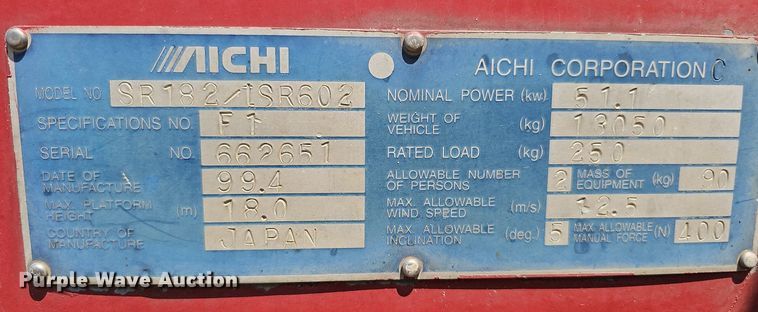 AICHI
MODEL NO SR182/ISR602
SPECIFICATIONS NO. F1
SERIAL NO. 662651
DATE OF MANUFACTURE 99.4
MAX. PLATFORM HEIGHT (m) 18.0
COUNTRY OF MANUFACTURE JAPAN
AICHI CORPORATION C
NOMINAL POWER (kw) 51.1
WEIGHT OF VEHICLE (kg) 13050
RATED LOAD (kg) 250
ALLOWABLE NUMBER OF PERSONS 2 MASS OF EQUIPMENT (kg) 90
MAX. ALLOWABLE WIND SPEED (m/s) 12.5
MAX. ALLOWABLE INCLINATION (deg.) 5 MAX. ALLOWABLE MANUAL FORCE (N) 400
Purple Wave Auction